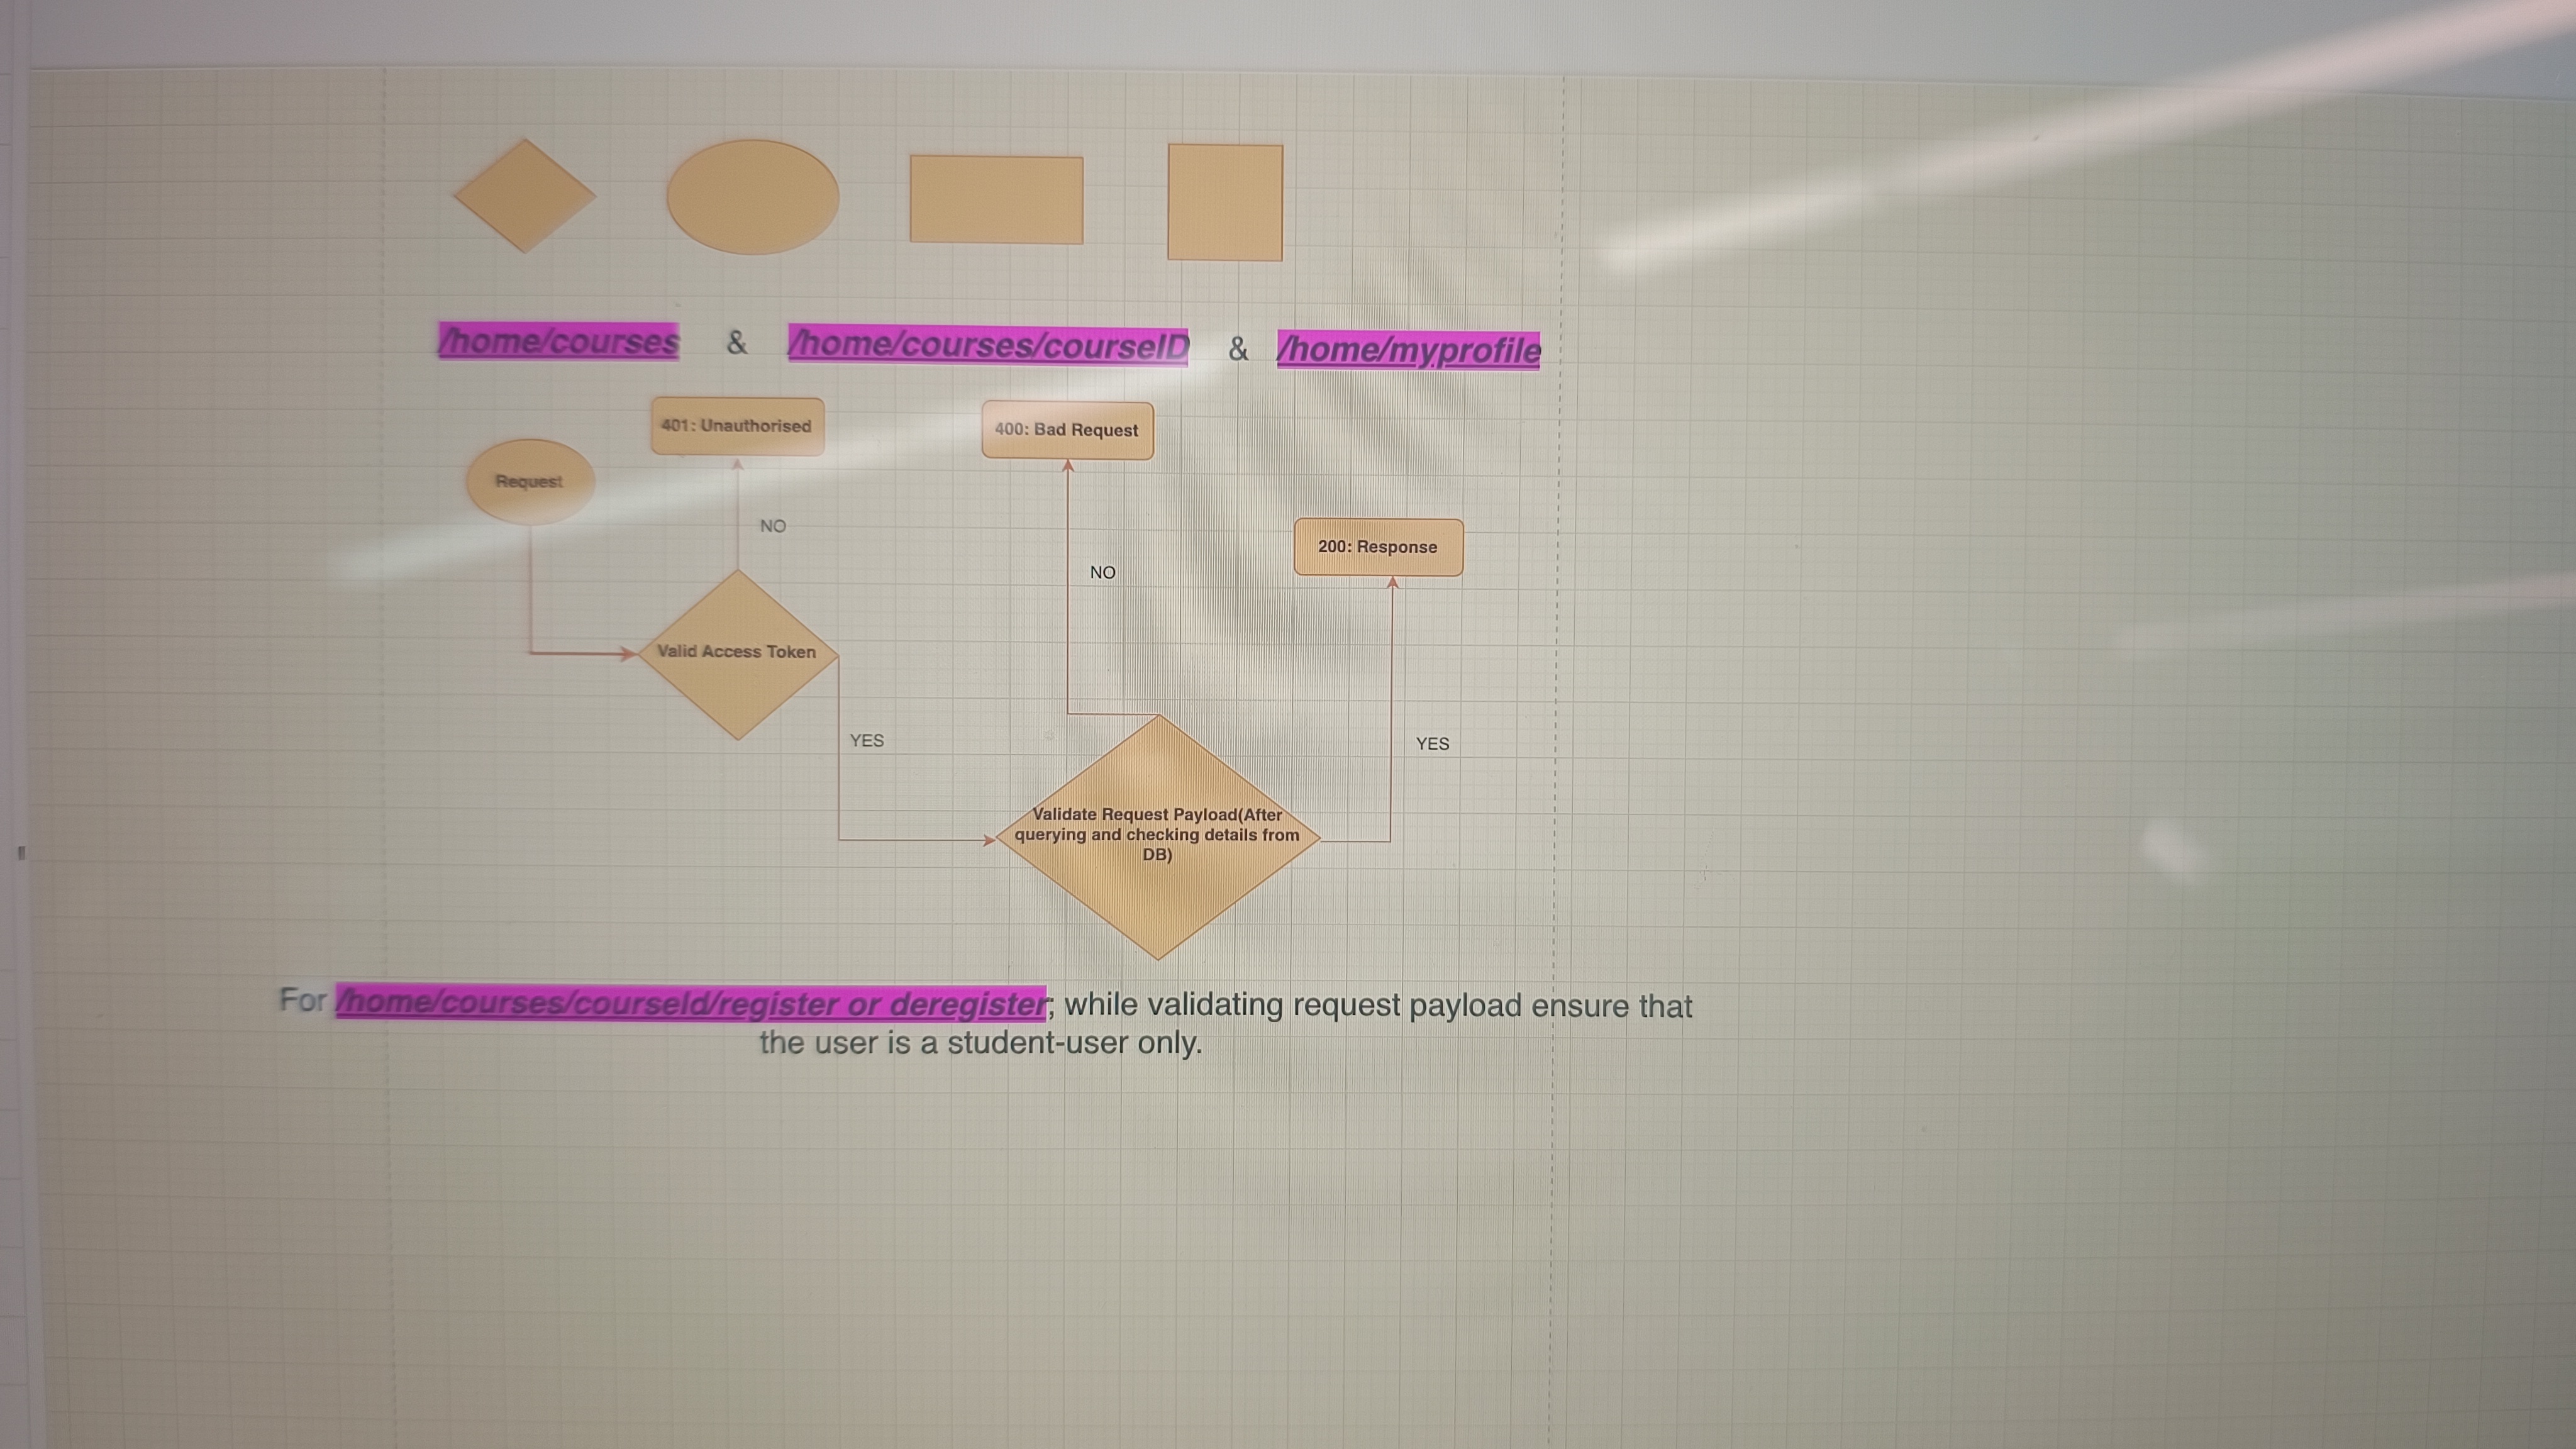 /home/courses & /home/courses/courseID & /home/myprofile
401: Unauthorised
400: Bad Request
Request
NO
200: Response
NO
Valid Access Token
YES
YES
Validate Request Payload(After
querying and checking details from
DB)
For /home/courses/courseId/register or deregister; while validating request payload ensure that
the user is a student-user only.